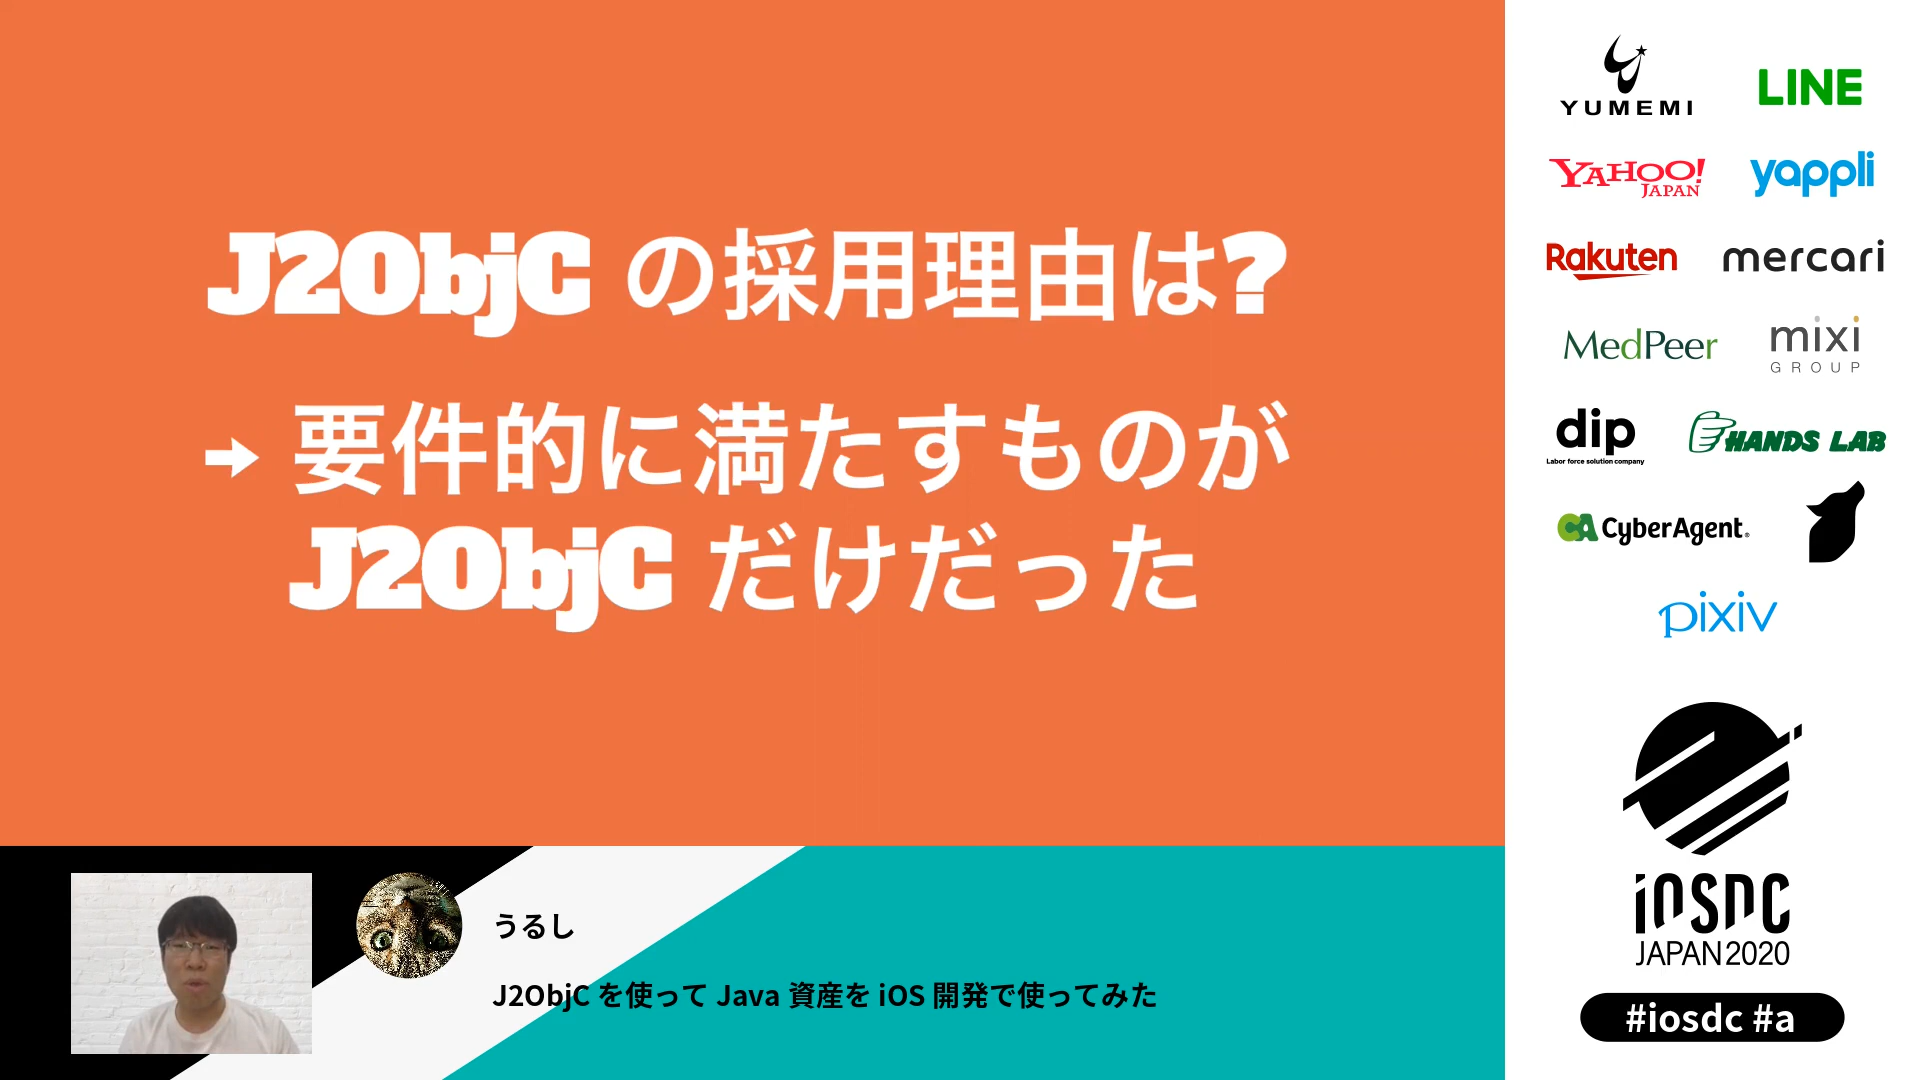 J2ObjC の採用理由は?
➡ 要件的に満たすものが
J2ObjC だけだった
うるし
J2ObjC を使って Java 資産を iOS 開発で使ってみた
YUMEMI
LINE
YAHOO!
JAPAN
yappli
Rakuten
mercari
MedPeer
mixi
GROUP
dip
Labor force solution company
HANDS LAB
CA CyberAgent®
pixiv
iOSDC
JAPAN 2020
#iosdc #a